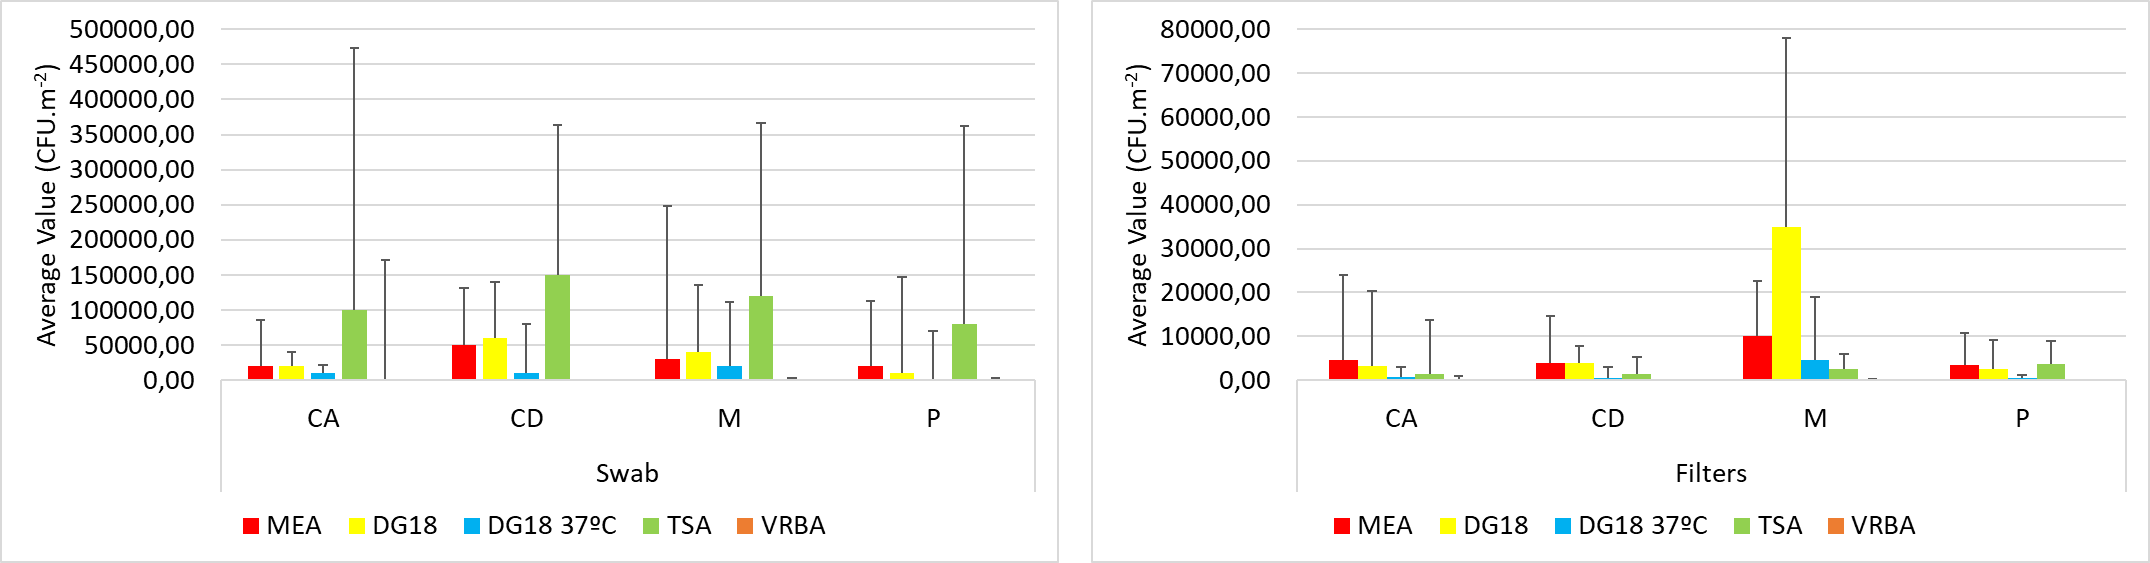 Average Value (CFU.m-2)
500000,00
450000,00
400000,00
350000,00
300000,00
250000,00
200000,00
150000,00
100000,00
50000,00
0,00
CA CD M P
Swab
MEA DG18 DG18 37ºC TSA VRBA
Average Value (CFU.m-2)
80000,00
70000,00
60000,00
50000,00
40000,00
30000,00
20000,00
10000,00
0,00
CA CD M P
Filters
MEA DG18 DG18 37ºC TSA VRBA